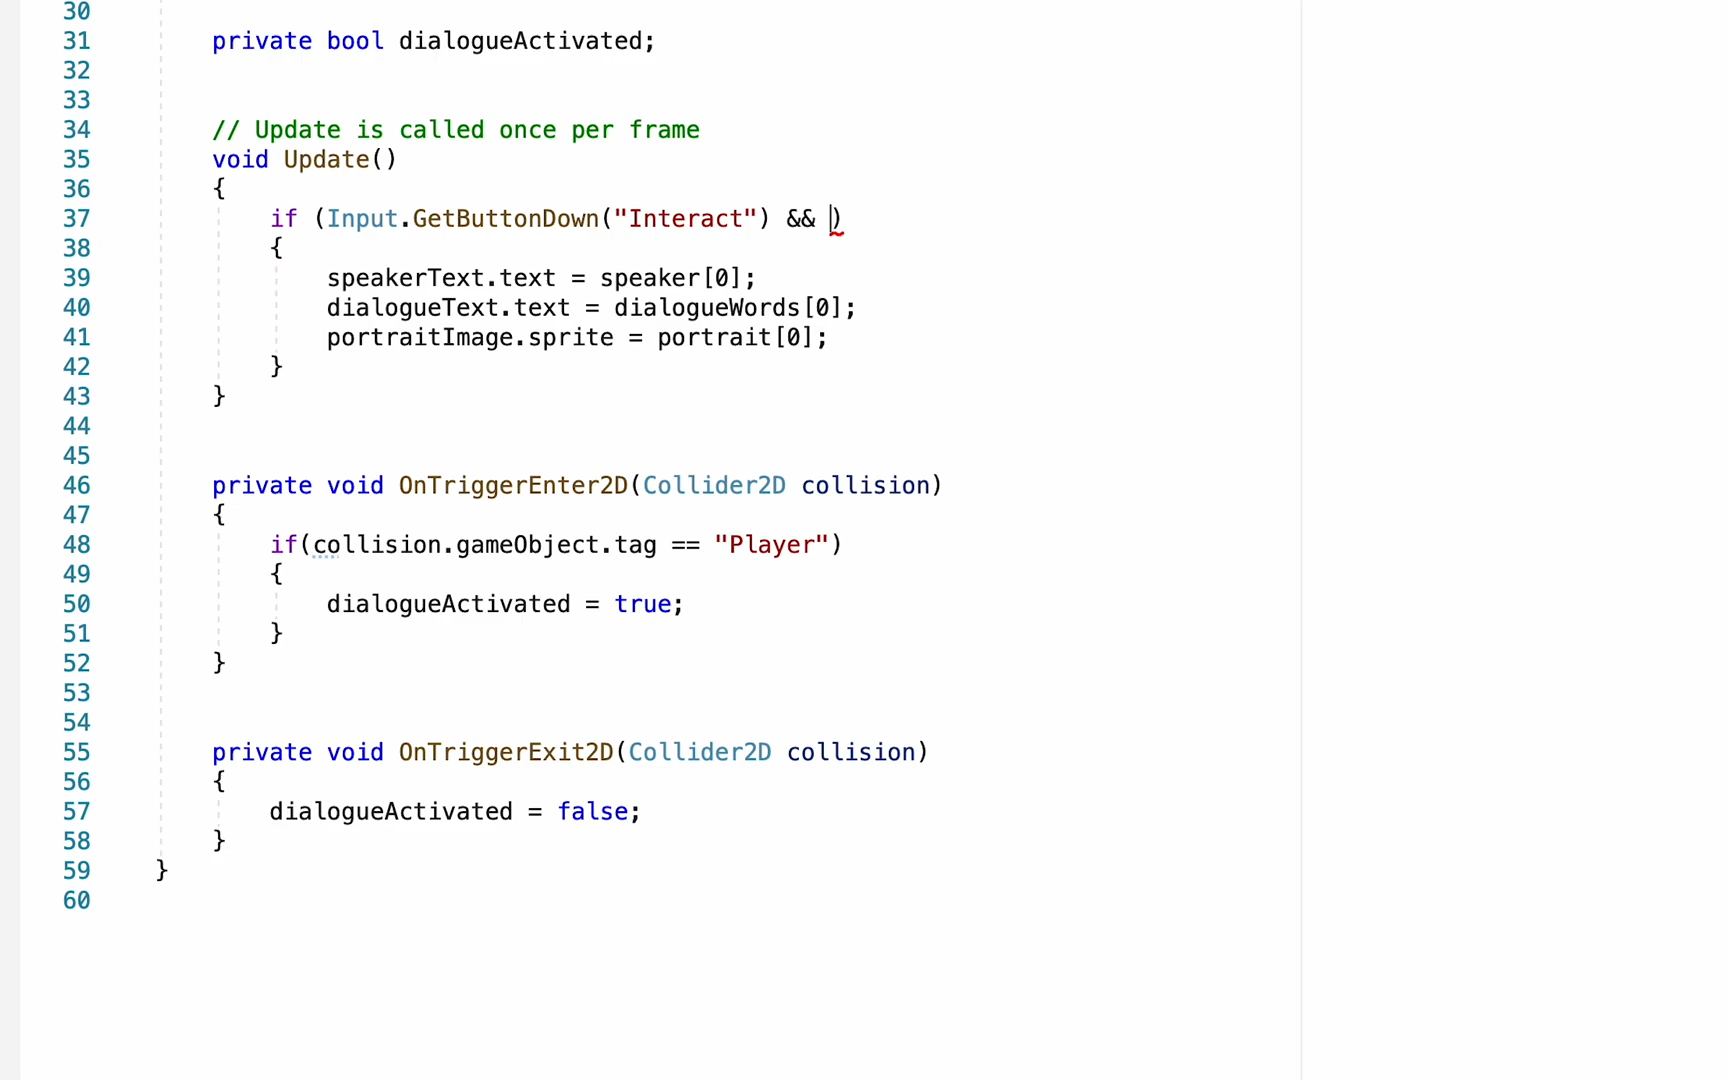 30
31 private bool dialogueActivated;
32
33
34 // Update is called once per frame
35 void Update()
36 {
37 if (Input.GetButtonDown("Interact") && )
38 {
39 speakerText.text = speaker[0];
40 dialogueText.text = dialogueWords[0];
41 portraitImage.sprite = portrait[0];
42 }
43 }
44
45
46 private void OnTriggerEnter2D(Collider2D collision)
47 {
48 if(collision.gameObject.tag == "Player")
49 {
50 dialogueActivated = true;
51 }
52 }
53
54
55 private void OnTriggerExit2D(Collider2D collision)
56 {
57 dialogueActivated = false;
58 }
59 }
60